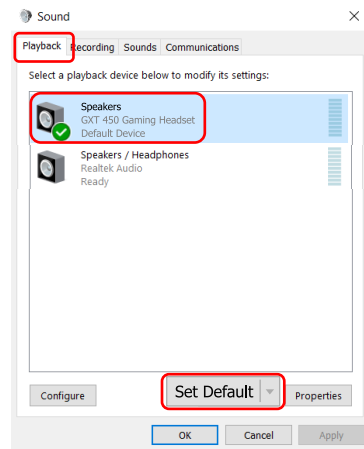 Sound
Playback Recording Sounds Communications
Select a playback device below to modify its settings:
Speakers
GXT 450 Gaming Headset
Default Device
Speakers / Headphones
Realtek Audio
Ready
Configure Set Default Properties
OK Cancel Apply